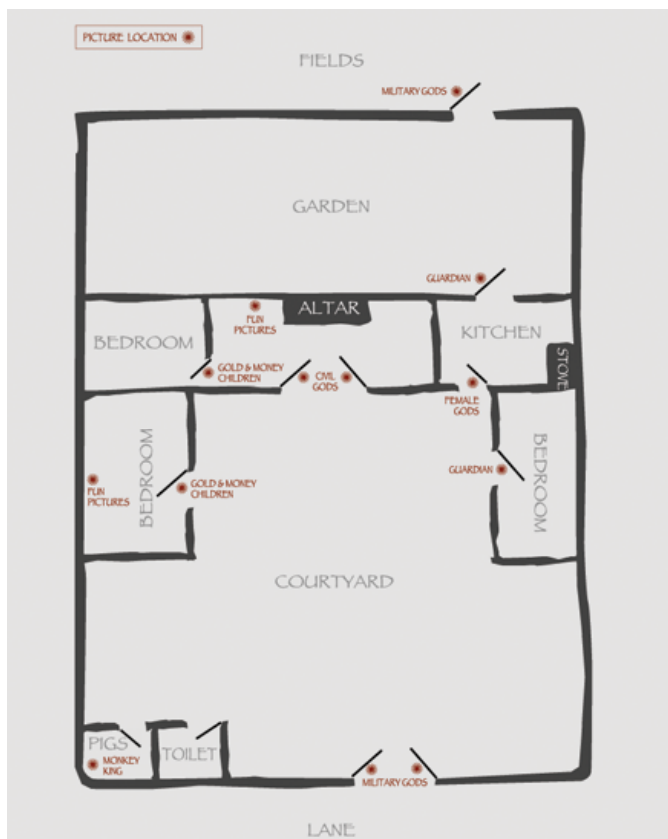 PICTURE LOCATION
FIELDS
MILITARY GODS
GARDEN
GUARDIAN
ALTAR
FUN
PICTURES
BEDROOM
KITCHEN
STOVE
GOLD & MONEY
CHILDREN
CIVIL
GODS
FEMALE
GODS
BEDROOM
FUN
PICTURES
GOLD & MONEY
CHILDREN
GUARDIAN
BEDROOM
COURTYARD
PIGS
MONKEY
KING
TOILET
MILITARY GODS
LANE